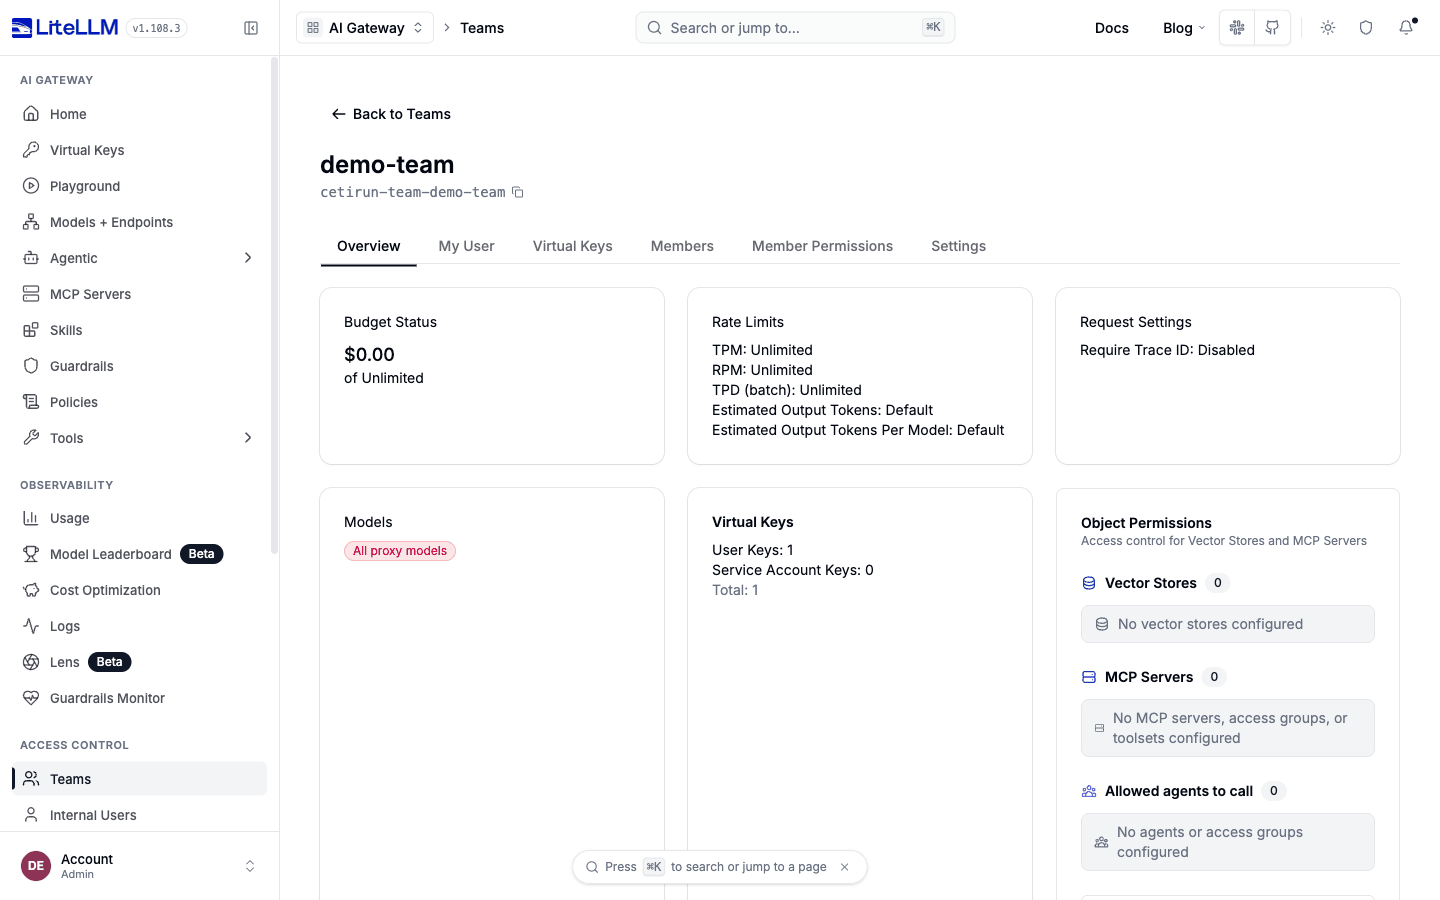 LiteLLM
v1.108.3
AI Gateway
Teams
Search or jump to...
⌘K
Docs
Blog
AI GATEWAY
Home
Virtual Keys
Playground
Models + Endpoints
Agentic
MCP Servers
Skills
Guardrails
Policies
Tools
OBSERVABILITY
Usage
Model Leaderboard Beta
Cost Optimization
Logs
Lens Beta
Guardrails Monitor
ACCESS CONTROL
Teams
Internal Users
DE
Account
Admin
Back to Teams
demo-team
cetirun-team-demo-team
Overview
My User
Virtual Keys
Members
Member Permissions
Settings
Budget Status
$0.00
of Unlimited
Rate Limits
TPM: Unlimited
RPM: Unlimited
TPD (batch): Unlimited
Estimated Output Tokens: Default
Estimated Output Tokens Per Model: Default
Request Settings
Require Trace ID: Disabled
Models
All proxy models
Virtual Keys
User Keys: 1
Service Account Keys: 0
Total: 1
Object Permissions
Access control for Vector Stores and MCP Servers
Vector Stores 0
No vector stores configured
MCP Servers 0
No MCP servers, access groups, or
toolsets configured
Allowed agents to call 0
No agents or access groups
configured
Press ⌘K to search or jump to a page